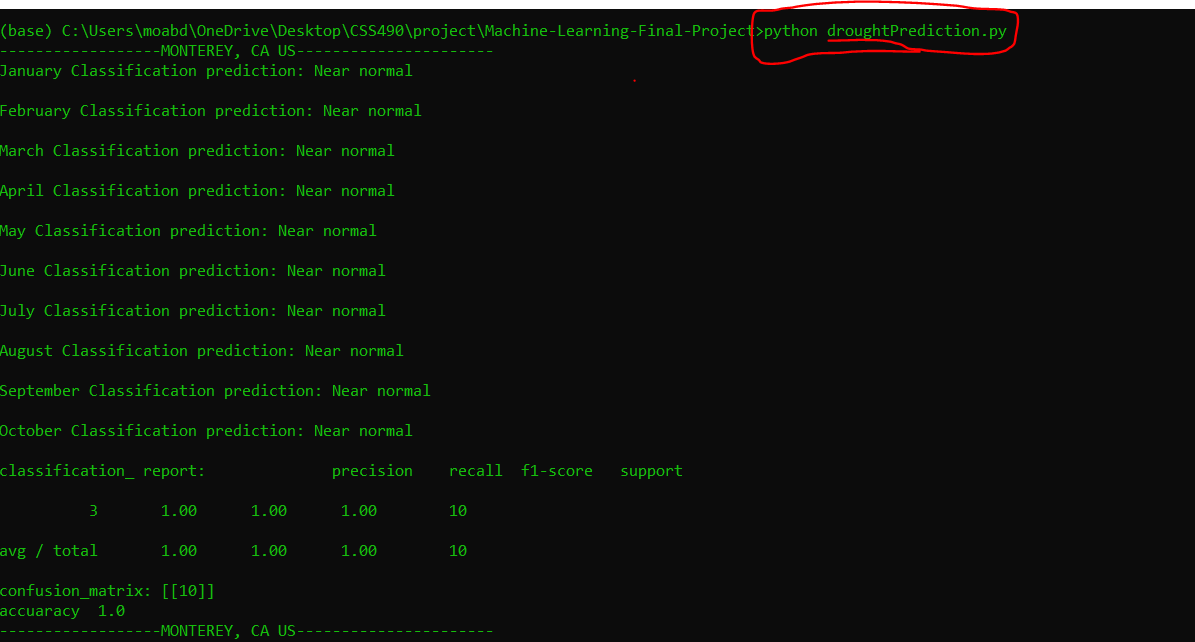 (base) C:\Users\moabd\OneDrive\Desktop\CSS490\project\Machine-Learning-Final-Project>python droughtPrediction.py
------------------MONTEREY, CA US----------------------
January Classification prediction: Near normal
February Classification prediction: Near normal
March Classification prediction: Near normal
April Classification prediction: Near normal
May Classification prediction: Near normal
June Classification prediction: Near normal
July Classification prediction: Near normal
August Classification prediction: Near normal
September Classification prediction: Near normal
October Classification prediction: Near normal
classification_ report:              precision    recall  f1-score   support
          3       1.00      1.00      1.00        10
avg / total       1.00      1.00      1.00        10
confusion_matrix: [[10]]
accuaracy  1.0
------------------MONTEREY, CA US----------------------